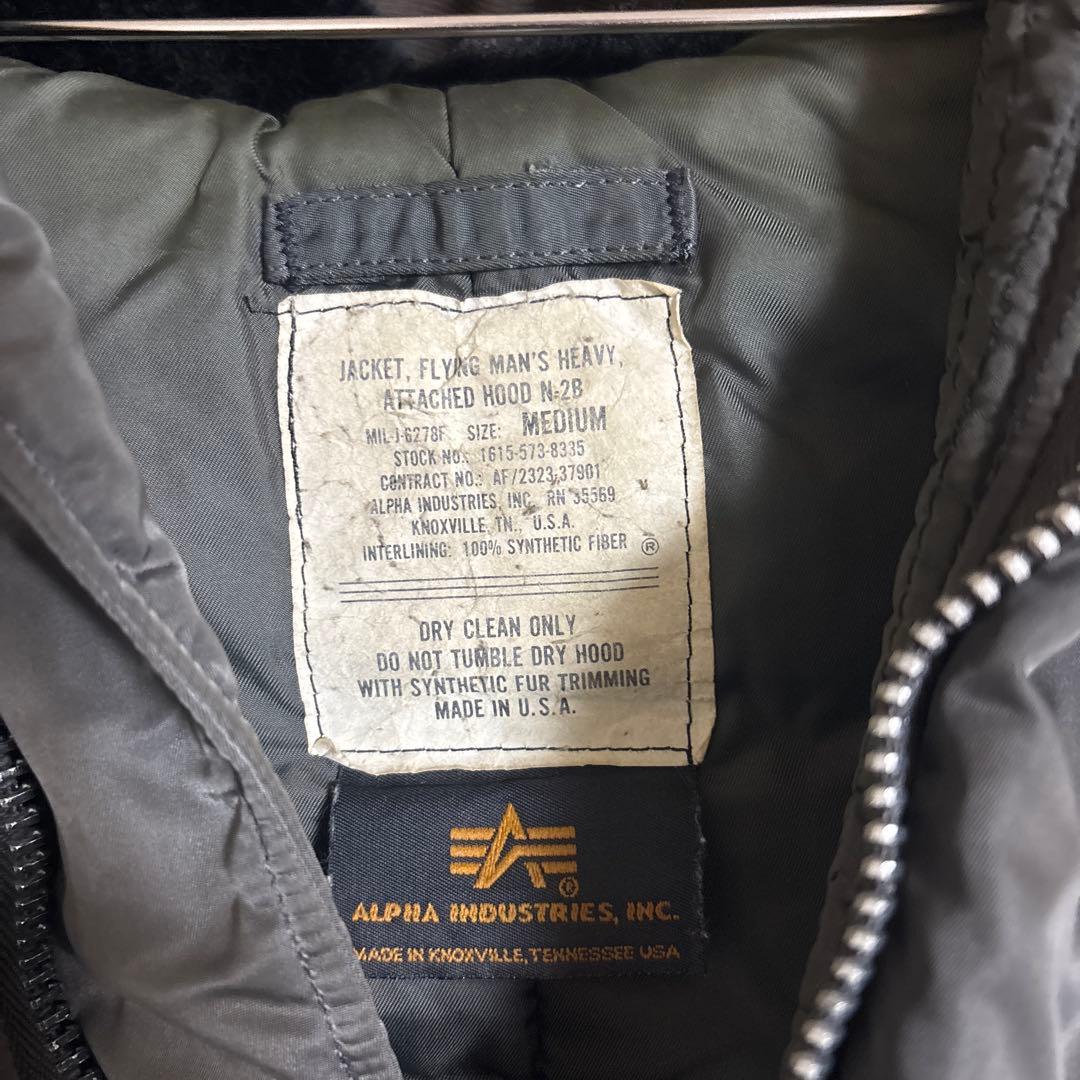 JACKET, FLYING MAN'S HEAVY,
ATTACHED HOOD N-2B
MIL-J-6278F SIZE: MEDIUM
STOCK NO.: 1615-573-8335
CONTRACT NO.: AF/2323,37901
ALPHA INDUSTRIES, INC. RN 35569
KNOXVILLE, TN., U.S.A.
INTERLINING: 100% SYNTHETIC FIBER ®
DRY CLEAN ONLY
DO NOT TUMBLE DRY HOOD
WITH SYNTHETIC FUR TRIMMING
MADE IN U.S.A.
®
ALPHA INDUSTRIES, INC.
MADE IN KNOXVILLE, TENNESSEE USA